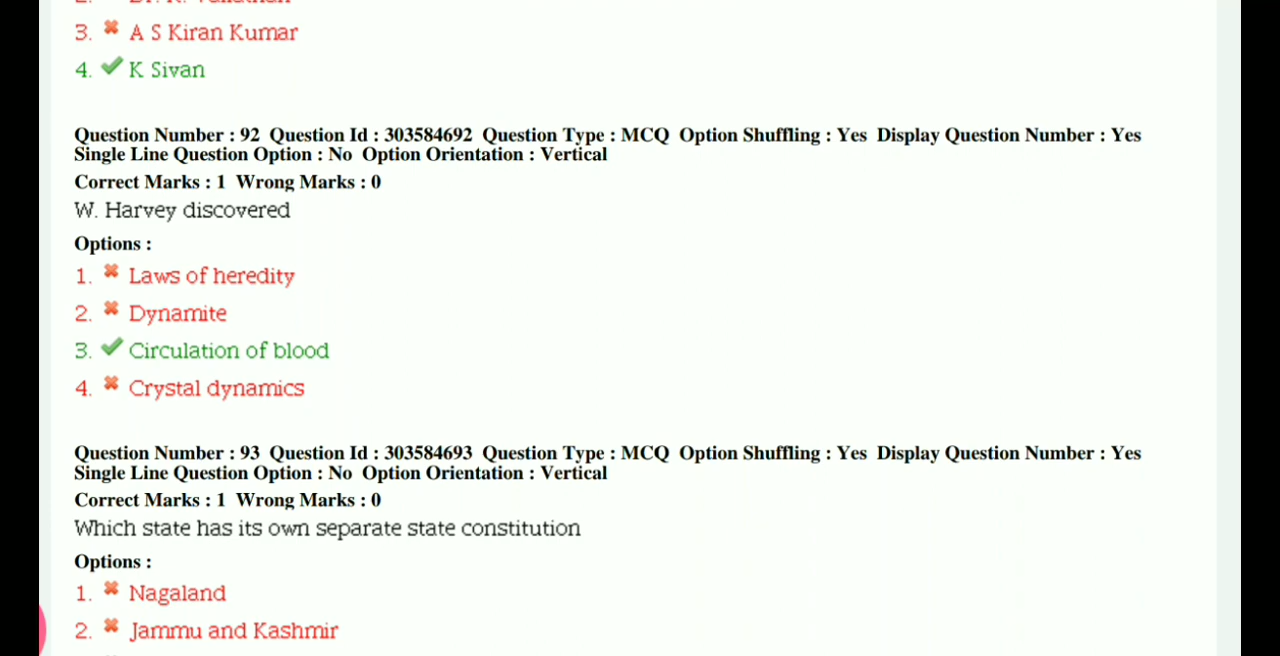 3. A S Kiran Kumar
4. K Sivan
Question Number : 92 Question Id : 303584692 Question Type : MCQ Option Shuffling : Yes Display Question Number : Yes
Single Line Question Option : No Option Orientation : Vertical
Correct Marks : 1 Wrong Marks : 0
W. Harvey discovered
Options :
1. Laws of heredity
2. Dynamite
3. Circulation of blood
4. Crystal dynamics
Question Number : 93 Question Id : 303584693 Question Type : MCQ Option Shuffling : Yes Display Question Number : Yes
Single Line Question Option : No Option Orientation : Vertical
Correct Marks : 1 Wrong Marks : 0
Which state has its own separate state constitution
Options :
1. Nagaland
2. Jammu and Kashmir